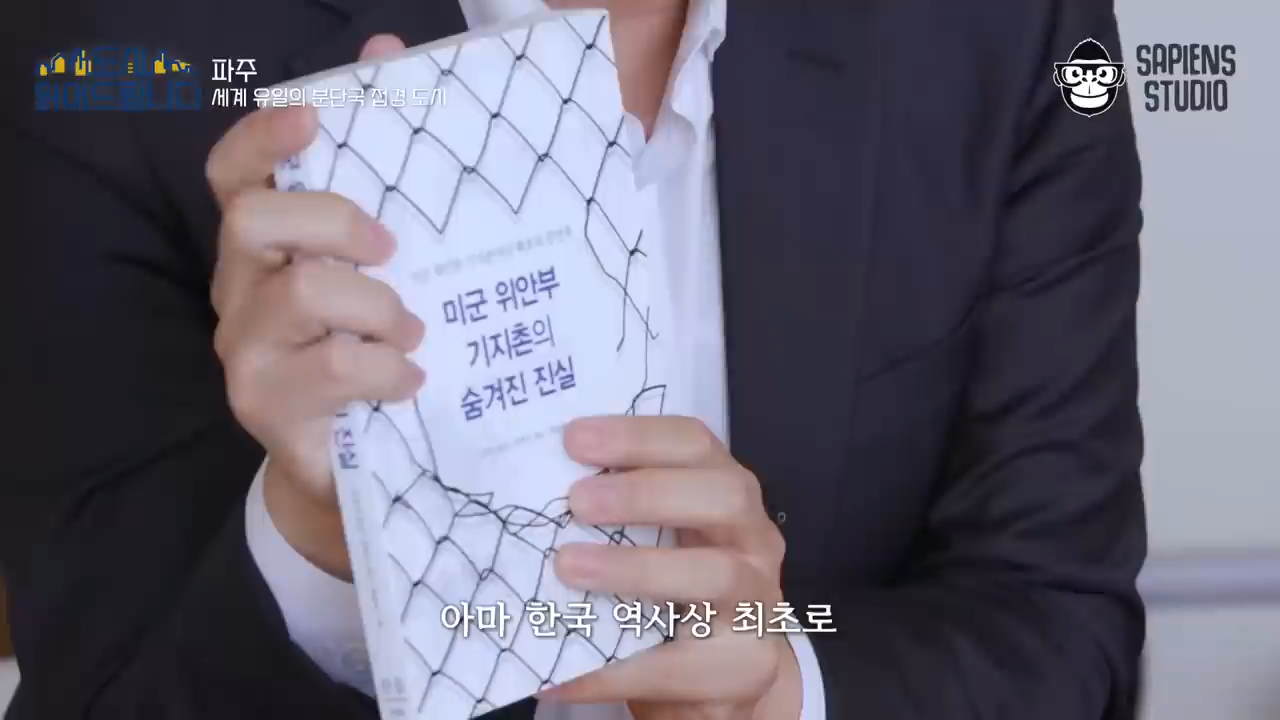 파주
세계 유일의 분단국 접경 도시
SAPIENS
STUDIO
미군 위안부
기지촌의
숨겨진 진실
아마 한국 역사상 최초로